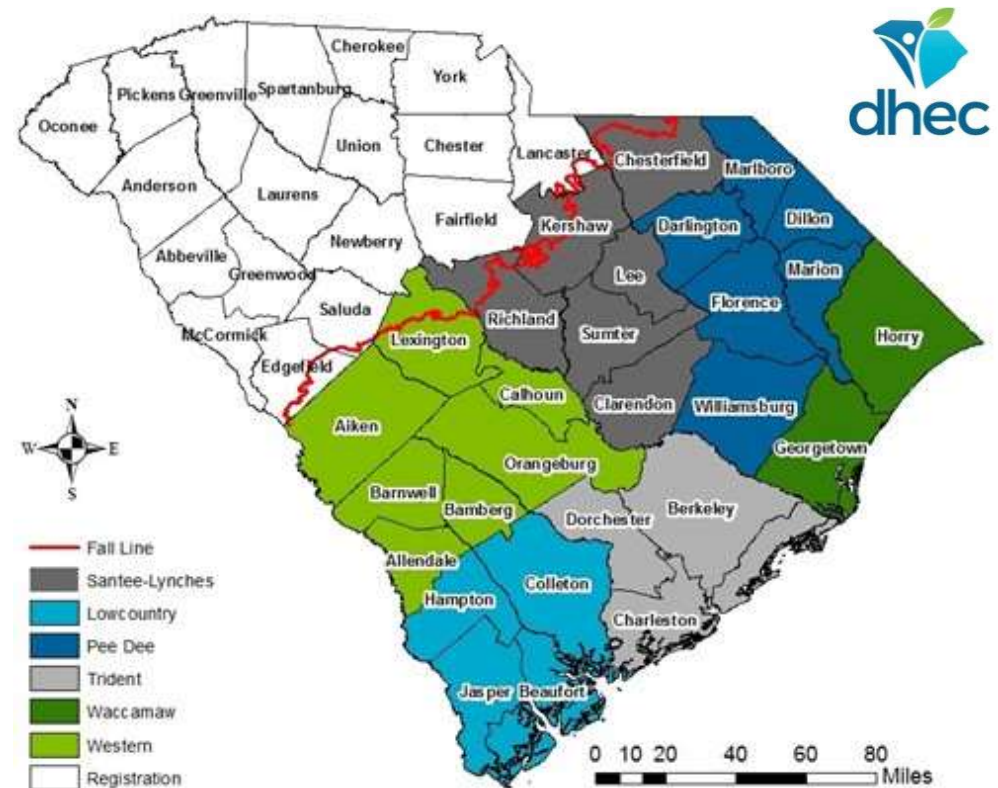 dhec
Cherokee
York
Pickens
Greenville
Spartanburg
Oconee
Union
Chester
Lancaster
Chesterfield
Marlboro
Anderson
Laurens
Fairfield
Kershaw
Darlington
Dillon
Abbeville
Newberry
Greenwood
Lee
Marion
Saluda
Florence
McCormick
Richland
Sumter
Horry
Lexington
Edgefield
Calhoun
Clarendon
Williamsburg
Aiken
Georgetown
Orangeburg
Barnwell
Bamberg
Berkeley
Dorchester
Allendale
Colleton
Hampton
Charleston
Jasper
Beaufort
N
W
E
S
Fall Line
Santee-Lynches
Lowcountry
Pee Dee
Trident
Waccamaw
Western
Registration
0 10 20 40 60 80
Miles